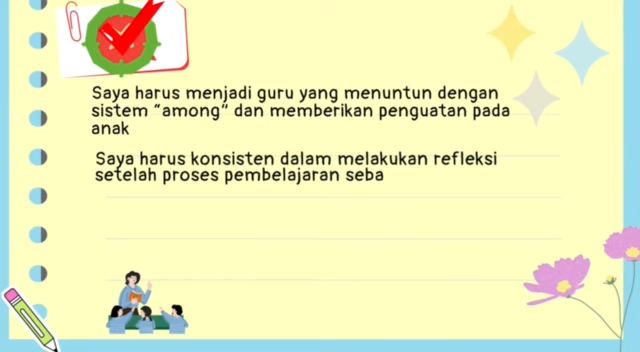 Saya harus menjadi guru yang menuntun dengan
sistem "among" dan memberikan penguatan pada
anak
Saya harus konsisten dalam melakukan refleksi
setelah proses pembelajaran seba